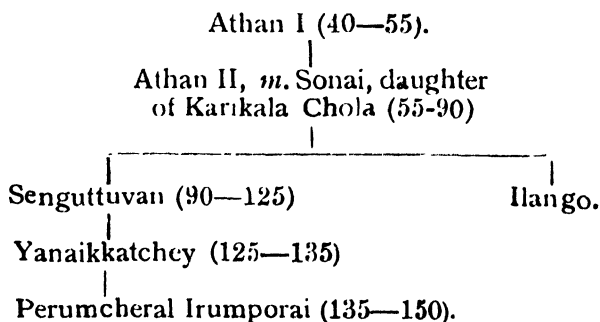 Athan I (40—55).
Athan II, m. Sonai, daughter
of Karikala Chola (55-90)
Senguttuvan (90—125)
Ilango.
Yanaikkatchey (125—135)
Perumcheral Irumporai (135—150).